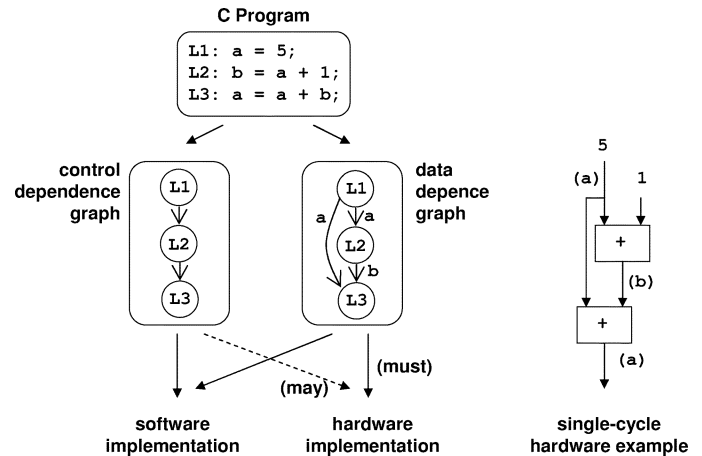 C Program
L1: a = 5;
L2: b = a + 1;
L3: a = a + b;
control
dependence
graph
L1
L2
L3
data
depence
graph
L1
a
a
L2
b
L3
5
(a)
1
+
(b)
+
(a)
(must)
(may)
software
implementation
hardware
implementation
single-cycle
hardware example